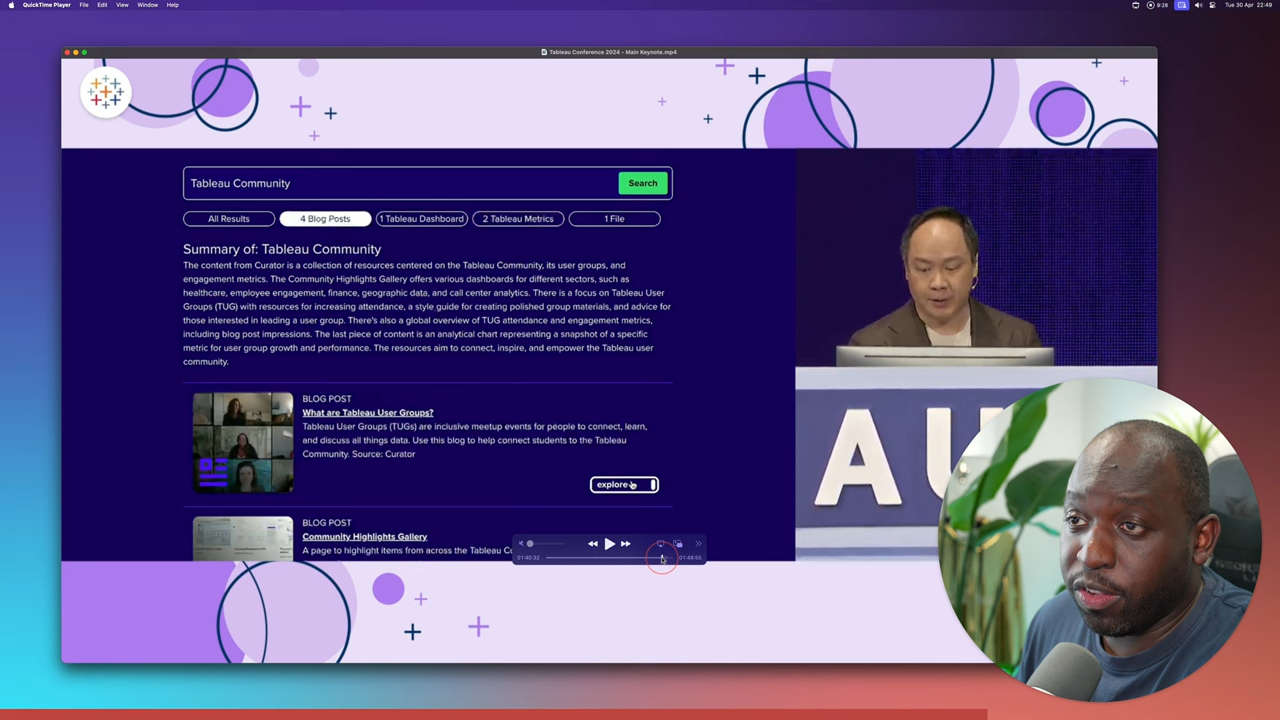 QuickTime Player File Edit View Window Help
9:28 Tue 30 Apr 22:49
Tableau Conference 2024 - Main Keynote.mp4
Tableau Community
Search
All Results
4 Blog Posts
1 Tableau Dashboard
2 Tableau Metrics
1 File
Summary of: Tableau Community
The content from Curator is a collection of resources centered on the Tableau Community, its user groups, and
engagement metrics. The Community Highlights Gallery offers various dashboards for different sectors, such as
healthcare, employee engagement, finance, geographic data, and call center analytics. There is a focus on Tableau User
Groups (TUG) with resources for increasing attendance, a style guide for creating polished group materials, and advice for
those interested in leading a user group. There's also a global overview of TUG attendance and engagement metrics,
including blog post impressions. The last piece of content is an analytical chart representing a snapshot of a specific
metric for user group growth and performance. The resources aim to connect, inspire, and empower the Tableau user
community.
BLOG POST
What are Tableau User Groups?
Tableau User Groups (TUGs) are inclusive meetup events for people to connect, learn,
and discuss all things data. Use this blog to help connect students to the Tableau
Community. Source: Curator
explore
BLOG POST
Community Highlights Gallery
A page to highlight items from across the Tableau C
01:40:32
01:48:55
AU